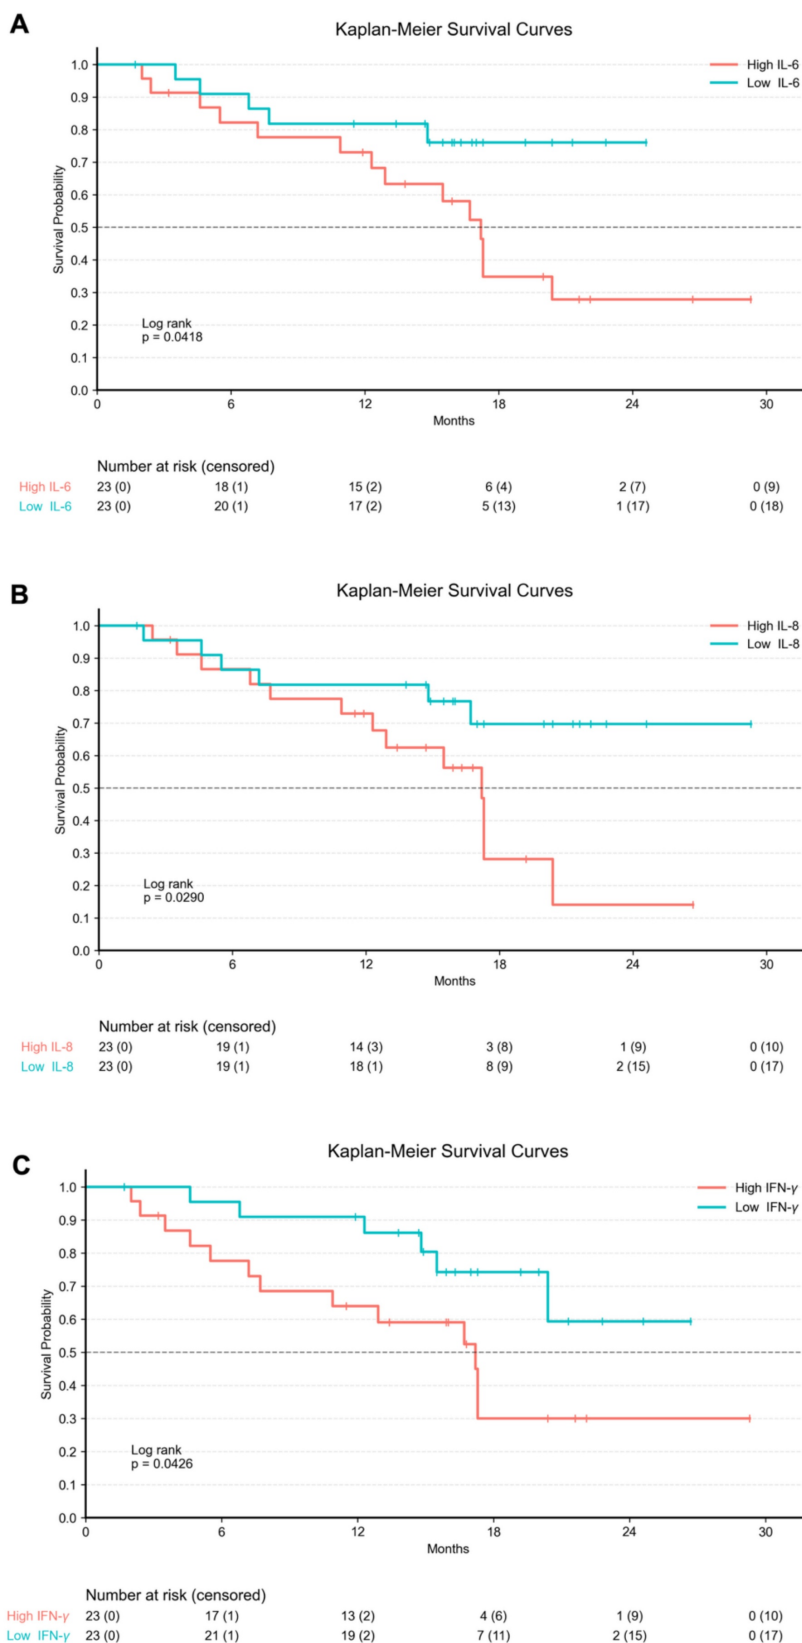 A
Kaplan-Meier Survival Curves
High IL-6
Low IL-6
1.0
0.9
0.8
0.7
0.6
0.5
0.4
0.3
0.2
0.1
0.0
Survival Probability
Log rank
p = 0.0418
0 6 12 18 24 30
Months
Number at risk (censored)
High IL-6 23 (0) 18 (1) 15 (2) 6 (4) 2 (7) 0 (9)
Low IL-6 23 (0) 20 (1) 17 (2) 5 (13) 1 (17) 0 (18)
B
Kaplan-Meier Survival Curves
High IL-8
Low IL-8
1.0
0.9
0.8
0.7
0.6
0.5
0.4
0.3
0.2
0.1
0.0
Survival Probability
Log rank
p = 0.0290
0 6 12 18 24 30
Months
Number at risk (censored)
High IL-8 23 (0) 19 (1) 14 (3) 3 (8) 1 (9) 0 (10)
Low IL-8 23 (0) 19 (1) 18 (1) 8 (9) 2 (15) 0 (17)
C
Kaplan-Meier Survival Curves
High IFN-γ
Low IFN-γ
1.0
0.9
0.8
0.7
0.6
0.5
0.4
0.3
0.2
0.1
0.0
Survival Probability
Log rank
p = 0.0426
0 6 12 18 24 30
Months
Number at risk (censored)
High IFN-γ 23 (0) 17 (1) 13 (2) 4 (6) 1 (9) 0 (10)
Low IFN-γ 23 (0) 21 (1) 19 (2) 7 (11) 2 (15) 0 (17)